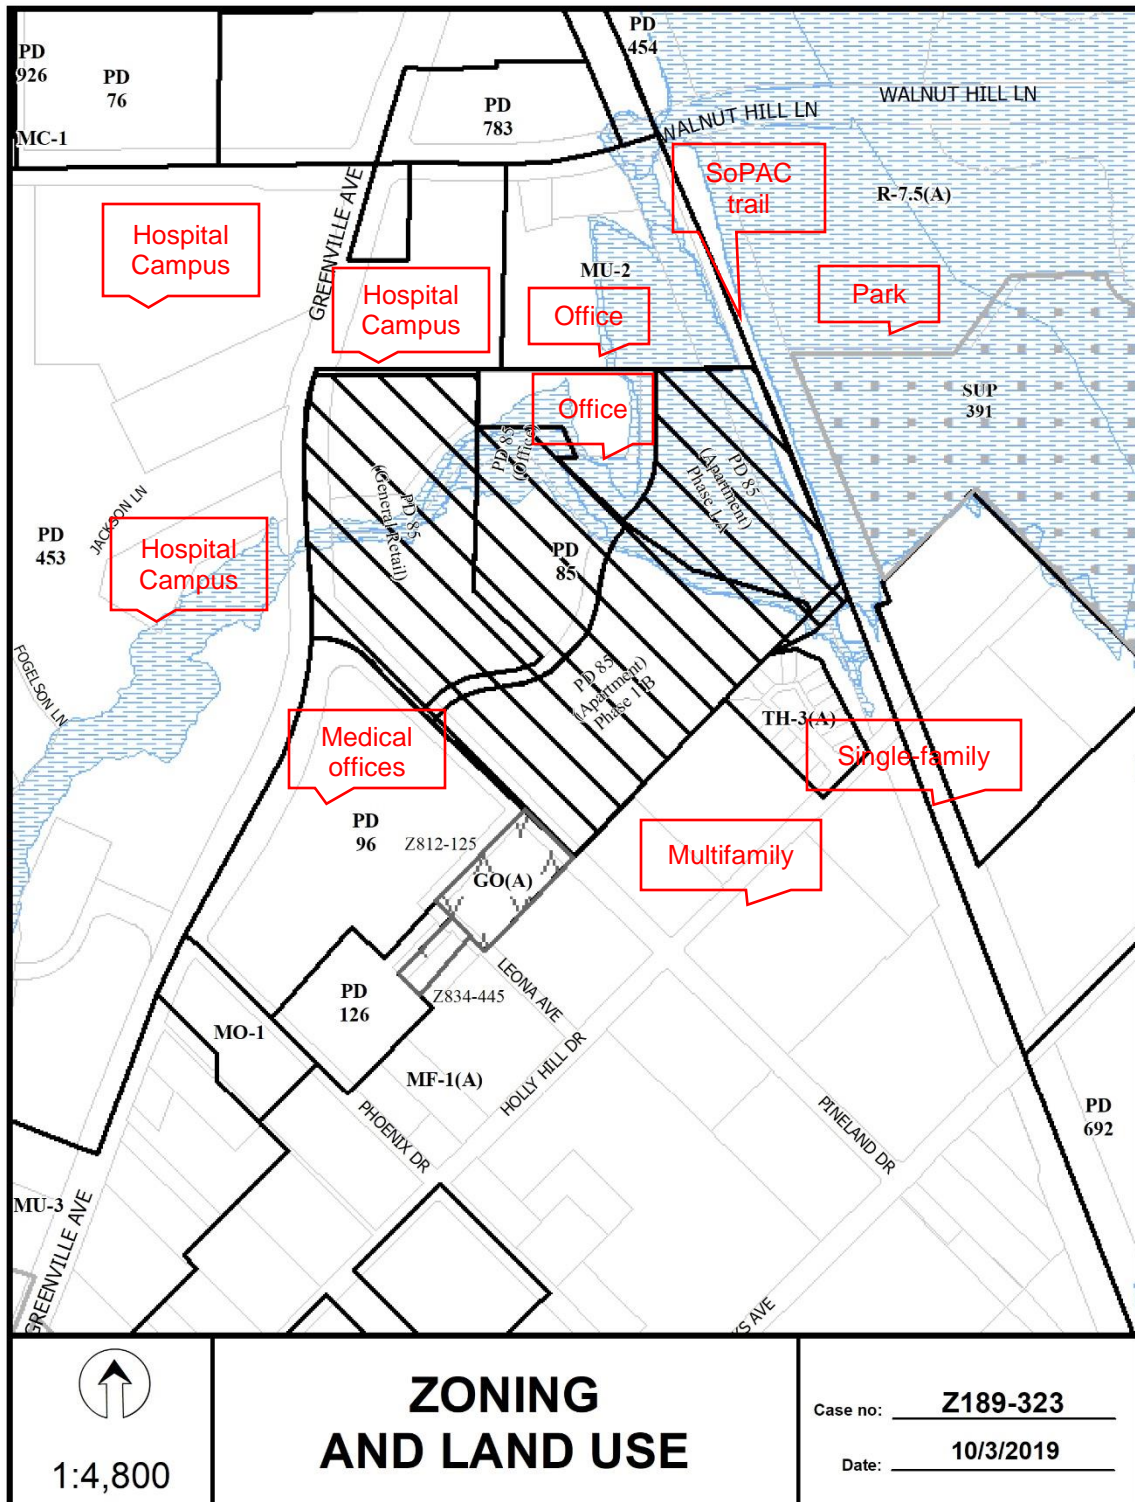 PD
926
PD
76
MC-1
PD
454
PD
783
WALNUT HILL LN
WALNUT HILL LN
SoPAC
trail
R-7.5(A)
Hospital
Campus
GREENVILLE AVE
Hospital
Campus
MU-2
Office
Park
SUP
391
Office
PD 85
(Office)
PD 85
(General Retail)
PD 85
(Apartment)
Phase 1-A
JACKSON LN
PD
453
Hospital
Campus
PD
85
FOGELSON LN
PD 85
(Apartment)
Phase 11B
TH-3(A)
Medical
offices
Single-family
PD
96
Z812-125
Multifamily
GO(A)
LEONA AVE
PD
126
Z834-445
MO-1
HOLLY HILL DR
MF-1(A)
PHOENIX DR
PINELAND DR
PD
692
MU-3
GREENVILLE AVE
KS AVE
1:4,800
ZONING
AND LAND USE
Case no: Z189-323
Date: 10/3/2019